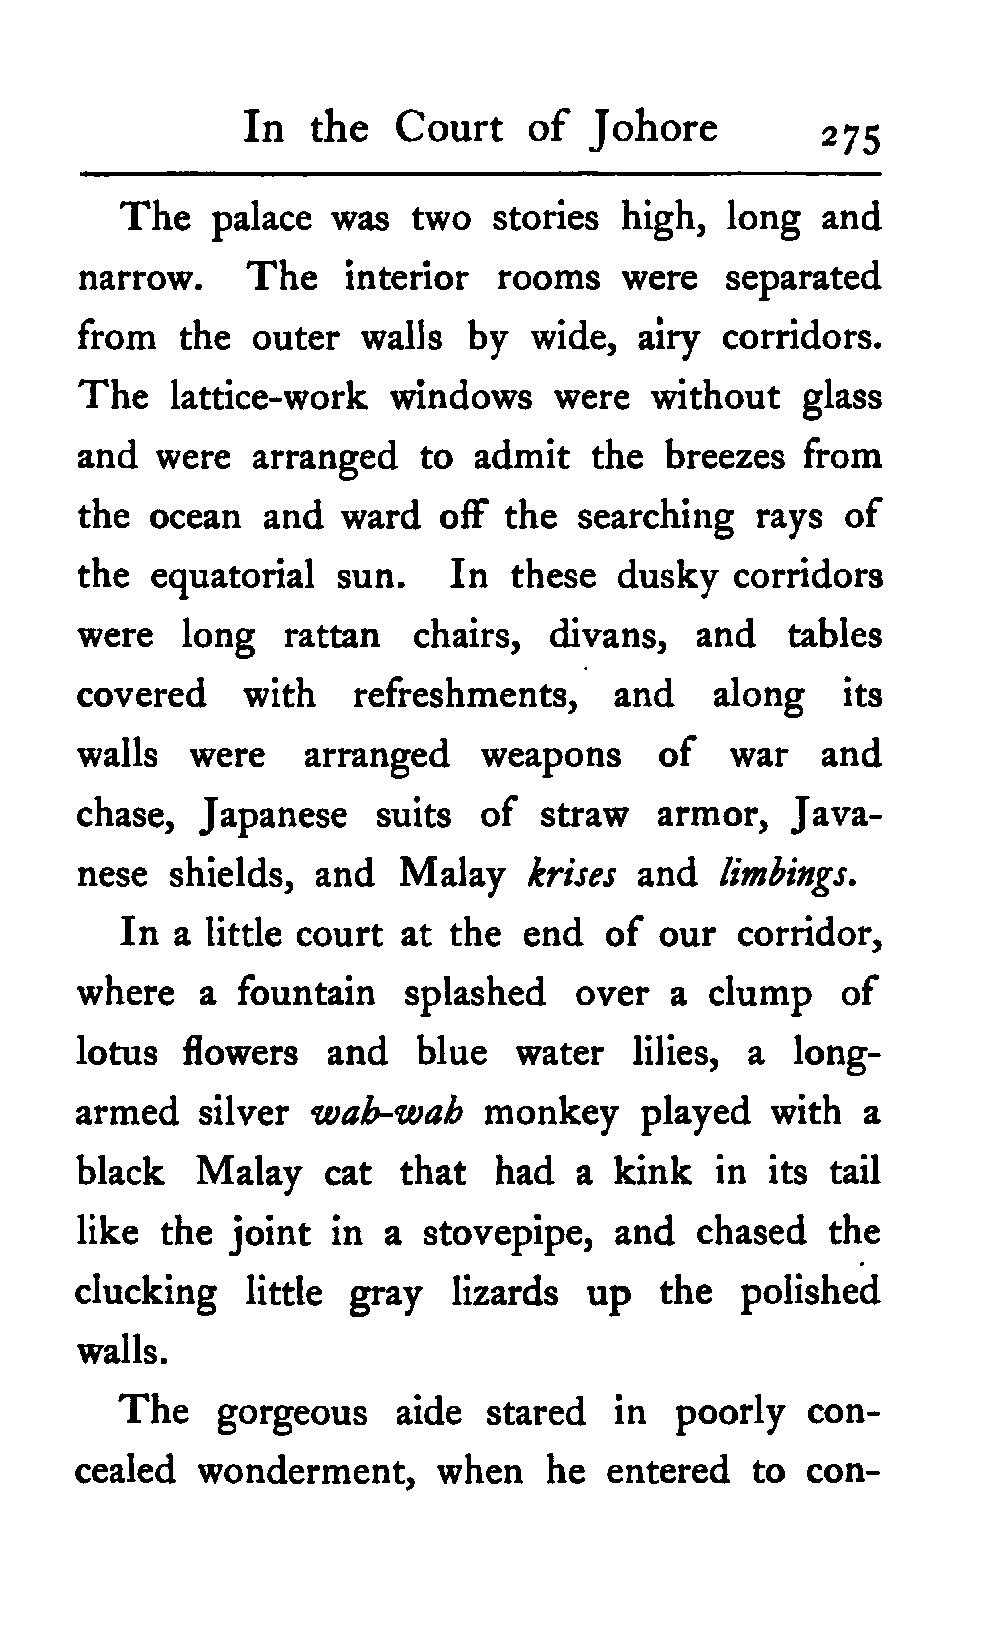 In the Court of Johore 275
The palace was two stories high, long and
narrow. The interior rooms were separated
from the outer walls by wide, airy corridors.
The lattice-work windows were without glass
and were arranged to admit the breezes from
the ocean and ward off the searching rays of
the equatorial sun. In these dusky corridors
were long rattan chairs, divans, and tables
covered with refreshments, and along its
walls were arranged weapons of war and
chase, Japanese suits of straw armor, Java-
nese shields, and Malay krises and limbings.
In a little court at the end of our corridor,
where a fountain splashed over a clump of
lotus flowers and blue water lilies, a long-
armed silver wah-wah monkey played with a
black Malay cat that had a kink in its tail
like the joint in a stovepipe, and chased the
clucking little gray lizards up the polished
walls.
The gorgeous aide stared in poorly con-
cealed wonderment, when he entered to con-